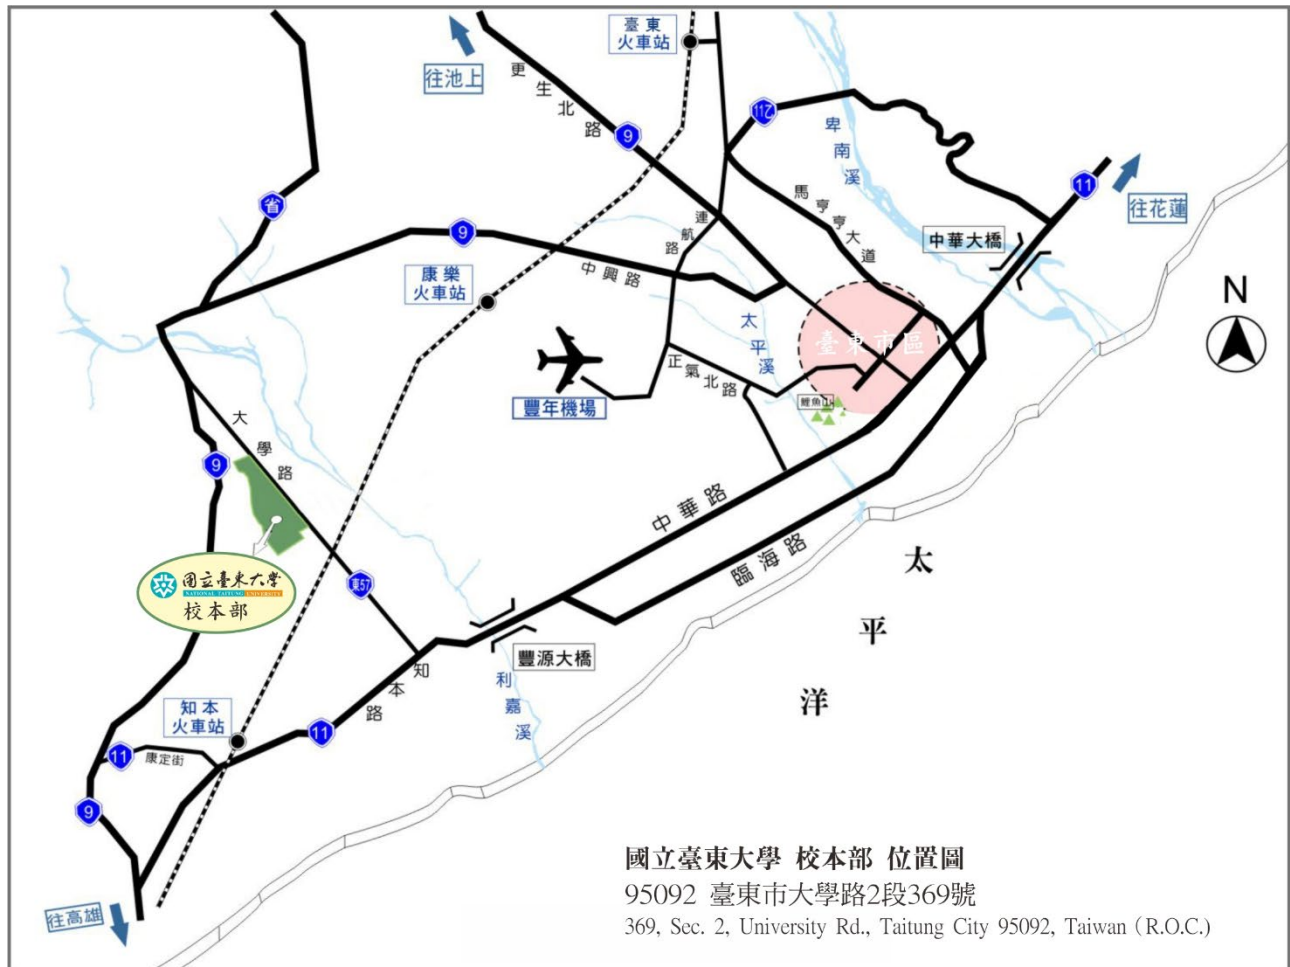 臺東
火車站
往池上
更生北路
9
11乙
卑南溪
11
往花蓮
馬亨亨大道
中華大橋
省
9
連航路
中興路
康樂
火車站
N
太平溪
臺東市區
正氣北路
鯉魚山
豐年機場
大學路
9
中華路
臨海路
太平洋
國立臺東大學
NATIONAL TAITUNG UNIVERSITY
校本部
東57
豐源大橋
知本路
利嘉溪
知本
火車站
11
11
康定街
9
往高雄
國立臺東大學 校本部 位置圖
95092 臺東市大學路2段369號
369, Sec. 2, University Rd., Taitung City 95092, Taiwan (R.O.C.)